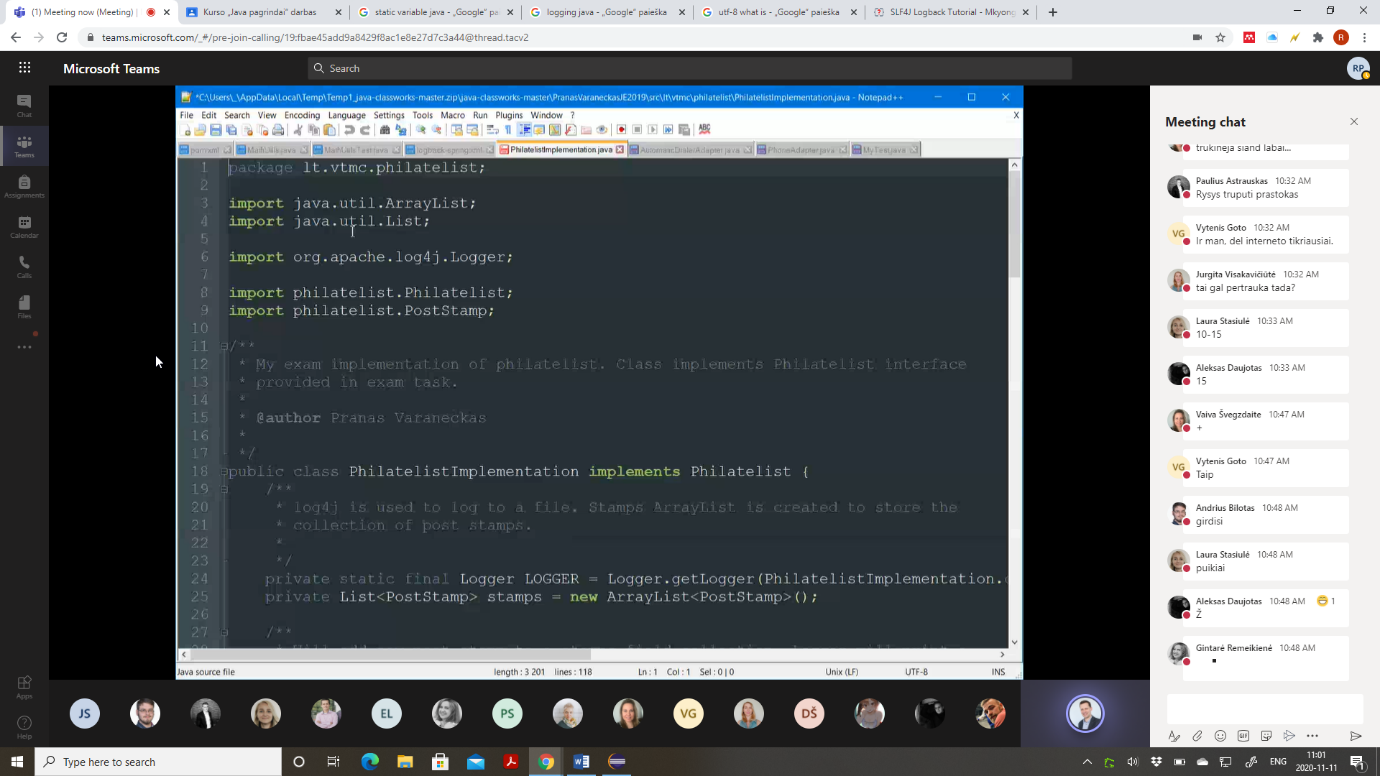 (1) Meeting now (Meeting) |
Kurso „Java pagrindai" darbas
static variable java - „Google" pai
logging java - „Google" paieška
utf-8 what is - „Google" paieška
SLF4J Logback Tutorial - Mkyong
teams.microsoft.com/_#/pre-join-calling/19:fbae45add9a8429f8ac1e8e27d7c3a44@thread.tacv2
R
Microsoft Teams
Search
RP
Chat
Teams
Assignments
Calendar
Calls
Files
Apps
Help
*C:\Users\_\AppData\Local\Temp\Temp1_java-classworks-master.zip\java-classworks-master\PranasVaraneckasJE2019\src\lt\vtmc\philatelist\PhilatelistImplementation.java - Notepad++
File Edit Search View Encoding Language Settings Tools Macro Run Plugins Window ?
X
PhilatelistImplementation.java
MyTest.java
1 package lt.vtmc.philatelist;
2
3 import java.util.ArrayList;
4 import java.util.List;
5
6 import org.apache.log4j.Logger;
7
8 import philatelist.Philatelist;
9 import philatelist.PostStamp;
10
11 /**
12 * My exam implementation of philatelist. Class implements Philatelist interface
13 * provided in exam task.
14 *
15 * @author Pranas Varaneckas
16 *
17 */
18 public class PhilatelistImplementation implements Philatelist {
19 /**
20 * log4j is used to log to a file. Stamps ArrayList is created to store the
21 * collection of post stamps.
22 *
23 */
24 private static final Logger LOGGER = Logger.getLogger(PhilatelistImplementation.
25 private List<PostStamp> stamps = new ArrayList<PostStamp>();
26
27 /**
Java source file
length : 3 201 lines : 118
Ln : 1 Col : 1 Sel : 0 | 0
Unix (LF)
UTF-8
INS
Meeting chat
trukineja siand labai...
Paulius Astrauskas 10:32 AM
Rysys truputi prastokas
VG
Vytenis Goto 10:32 AM
Ir man. del interneto tikriausiai.
Jurgita Visakavičiūtė 10:32 AM
tai gal pertrauka tada?
Laura Stasiulė 10:33 AM
10-15
Aleksas Daujotas 10:33 AM
15
Vaiva Švegzdaite 10:47 AM
+
VG
Vytenis Goto 10:47 AM
Taip
Andrius Bilotas 10:48 AM
girdisi
Laura Stasiulė 10:48 AM
puikiai
Aleksas Daujotas 10:48 AM 1
Ž
Gintarė Remeikienė 10:48 AM
JS
EL
PS
VG
DŠ
Type here to search
ENG
11:01
2020-11-11
1